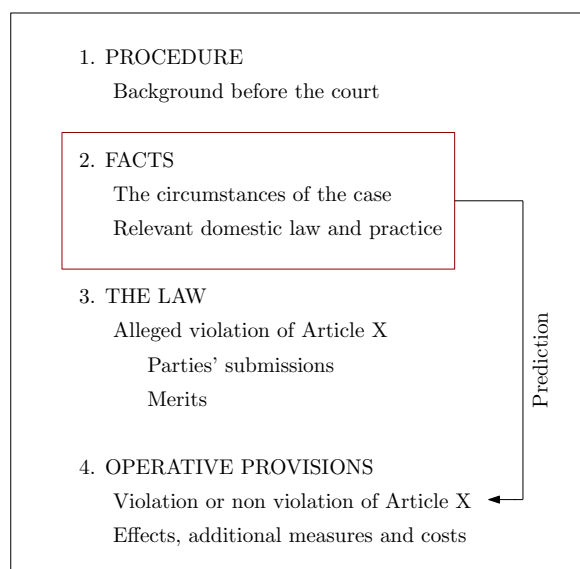 1. PROCEDURE
Background before the court
2. FACTS
The circumstances of the case
Relevant domestic law and practice
3. THE LAW
Alleged violation of Article X
Parties’ submissions
Merits
4. OPERATIVE PROVISIONS
Violation or non violation of Article X
Effects, additional measures and costs
Prediction